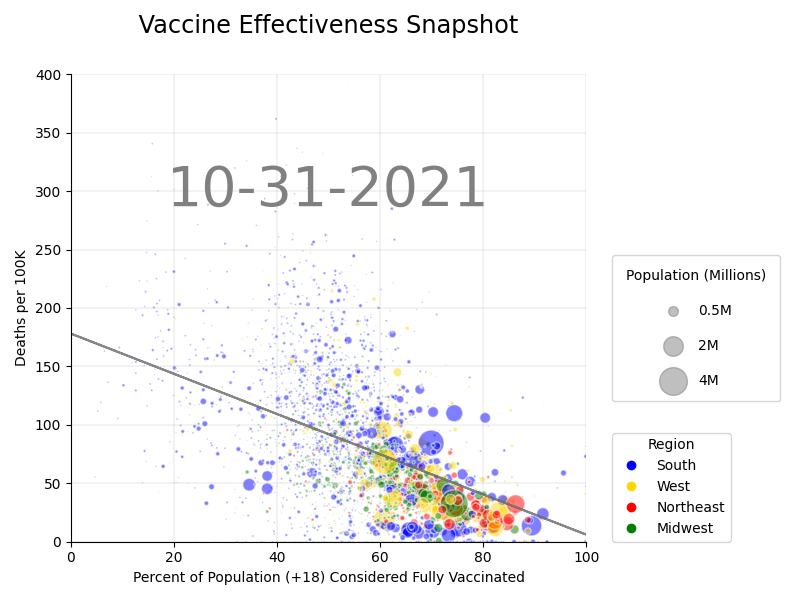 Vaccine Effectiveness Snapshot
400
350
300
250
200
150
100
50
0
Deaths per 100K
10-31-2021
0 20 40 60 80 100
Percent of Population (+18) Considered Fully Vaccinated
Population (Millions)
0.5M
2M
4M
Region
South
West
Northeast
Midwest